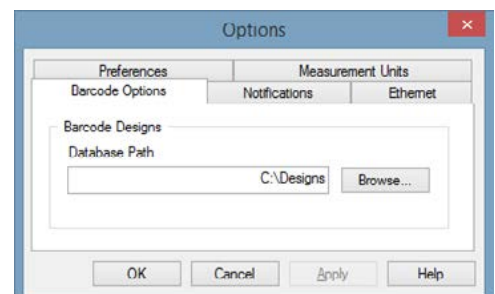 Options
Preferences Measurement Units
Barcode Options Notifications Ethernet
Barcode Designs
Database Path
C:\Designs Browse...
OK Cancel Apply Help